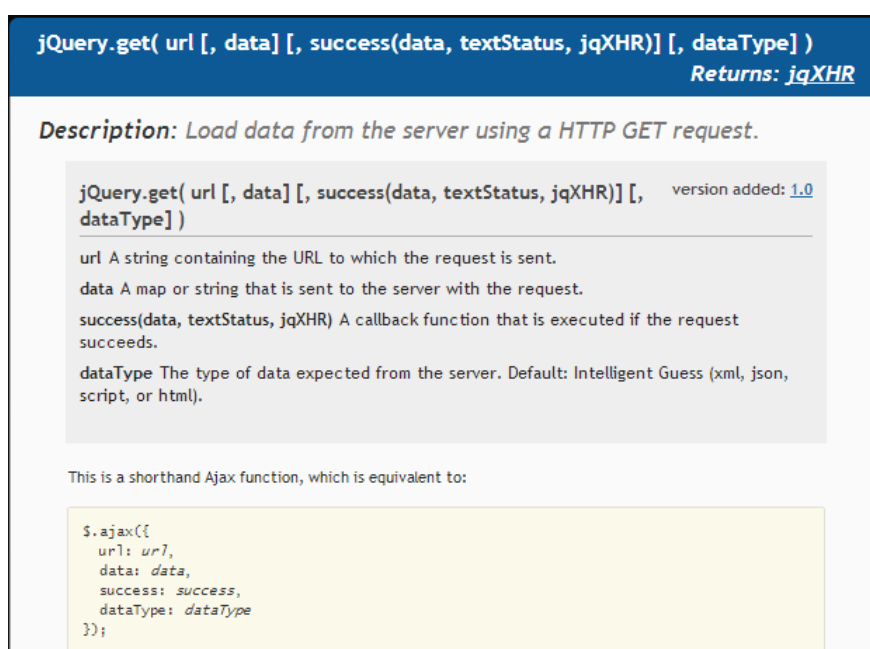 jQuery.get( url [, data] [, success(data, textStatus, jqXHR)] [, dataType] )
Returns: jqXHR
Description: Load data from the server using a HTTP GET request.
jQuery.get( url [, data] [, success(data, textStatus, jqXHR)] [, version added: 1.0
dataType] )
url A string containing the URL to which the request is sent.
data A map or string that is sent to the server with the request.
success(data, textStatus, jqXHR) A callback function that is executed if the request
succeeds.
dataType The type of data expected from the server. Default: Intelligent Guess (xml, json,
script, or html).
This is a shorthand Ajax function, which is equivalent to:
$.ajax({
  url: url,
  data: data,
  success: success,
  dataType: dataType
});